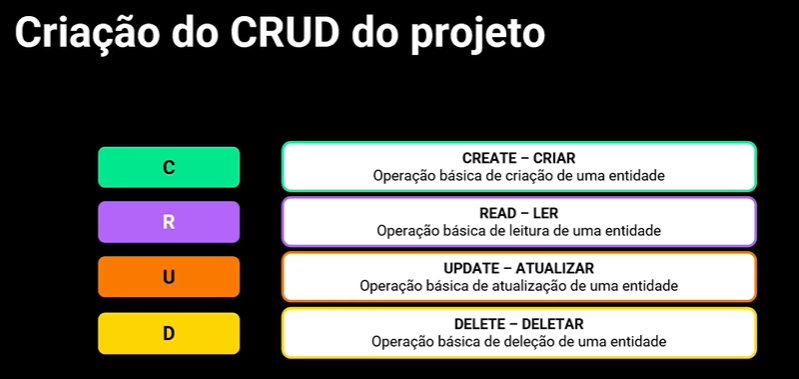 Criação do CRUD do projeto
C
CREATE – CRIAR
Operação básica de criação de uma entidade
R
READ – LER
Operação básica de leitura de uma entidade
U
UPDATE – ATUALIZAR
Operação básica de atualização de uma entidade
D
DELETE – DELETAR
Operação básica de deleção de uma entidade